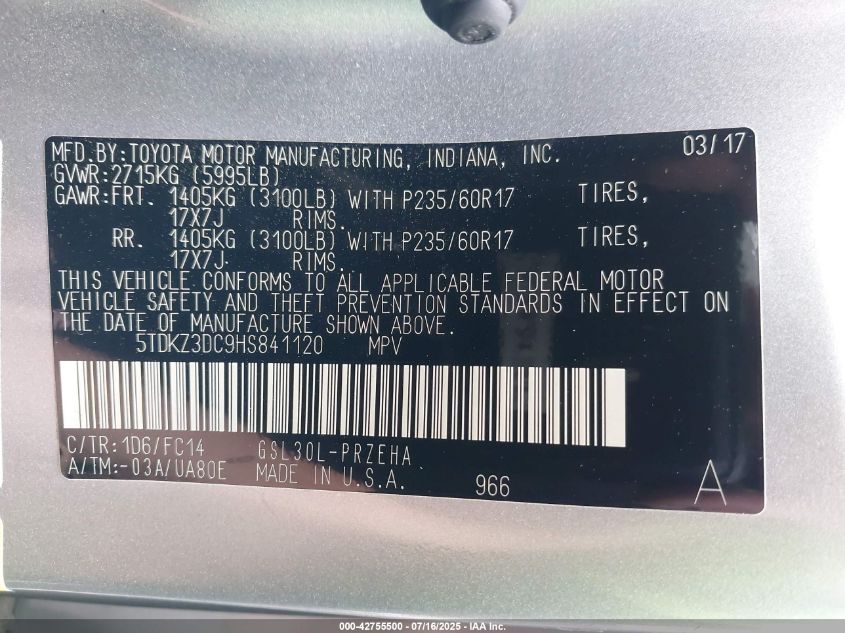 MFD.BY:TOYOTA MOTOR MANUFACTURING, INDIANA, INC. 03/17
GVWR:2715KG (5995LB)
GAWR:FRT. 1405KG (3100LB) WITH P235/60R17 TIRES,
17X7J RIMS.
RR. 1405KG (3100LB) WITH P235/60R17 TIRES,
17X7J RIMS.
THIS VEHICLE CONFORMS TO ALL APPLICABLE FEDERAL MOTOR
VEHICLE SAFETY AND THEFT PREVENTION STANDARDS IN EFFECT ON
THE DATE OF MANUFACTURE SHOWN ABOVE.
5TDKZ3DC9HS841120 MPV
C/TR:1D6/FC14 GSL30L-PRZEHA
A/TM:-03A/UA80E MADE IN U.S.A. 966 A
000-42755500 - 07/16/2025 - IAA Inc.